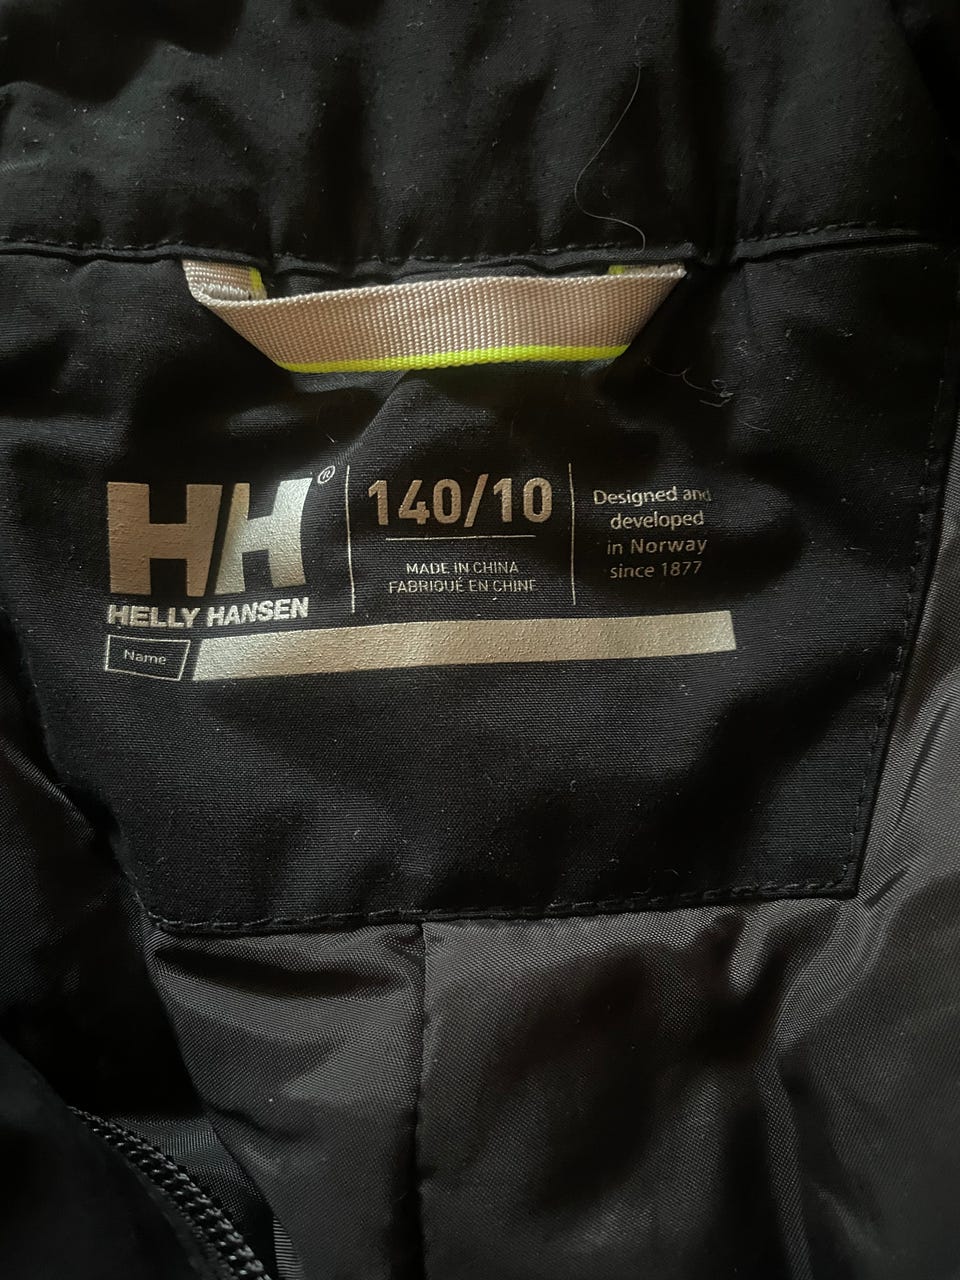 HH®
HELLY HANSEN
140/10
MADE IN CHINA
FABRIQUÉ EN CHINE
Designed and
developed
in Norway
since 1877
Name